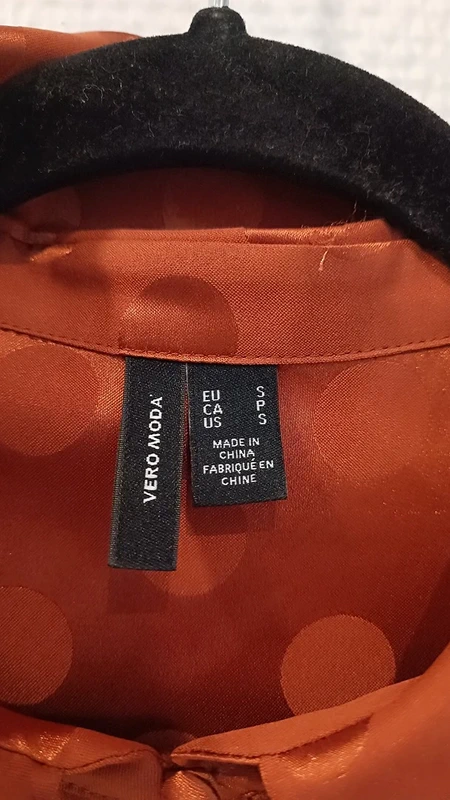 VERO MODA
EU S
CA P
US S
MADE IN
CHINA
FABRIQUÉ EN
CHINE